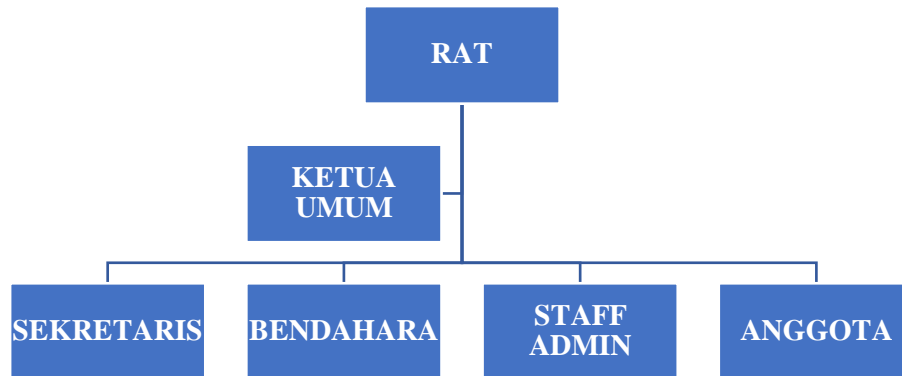 RAT
KETUA
UMUM
SEKRETARIS
BENDAHARA
STAFF
ADMIN
ANGGOTA